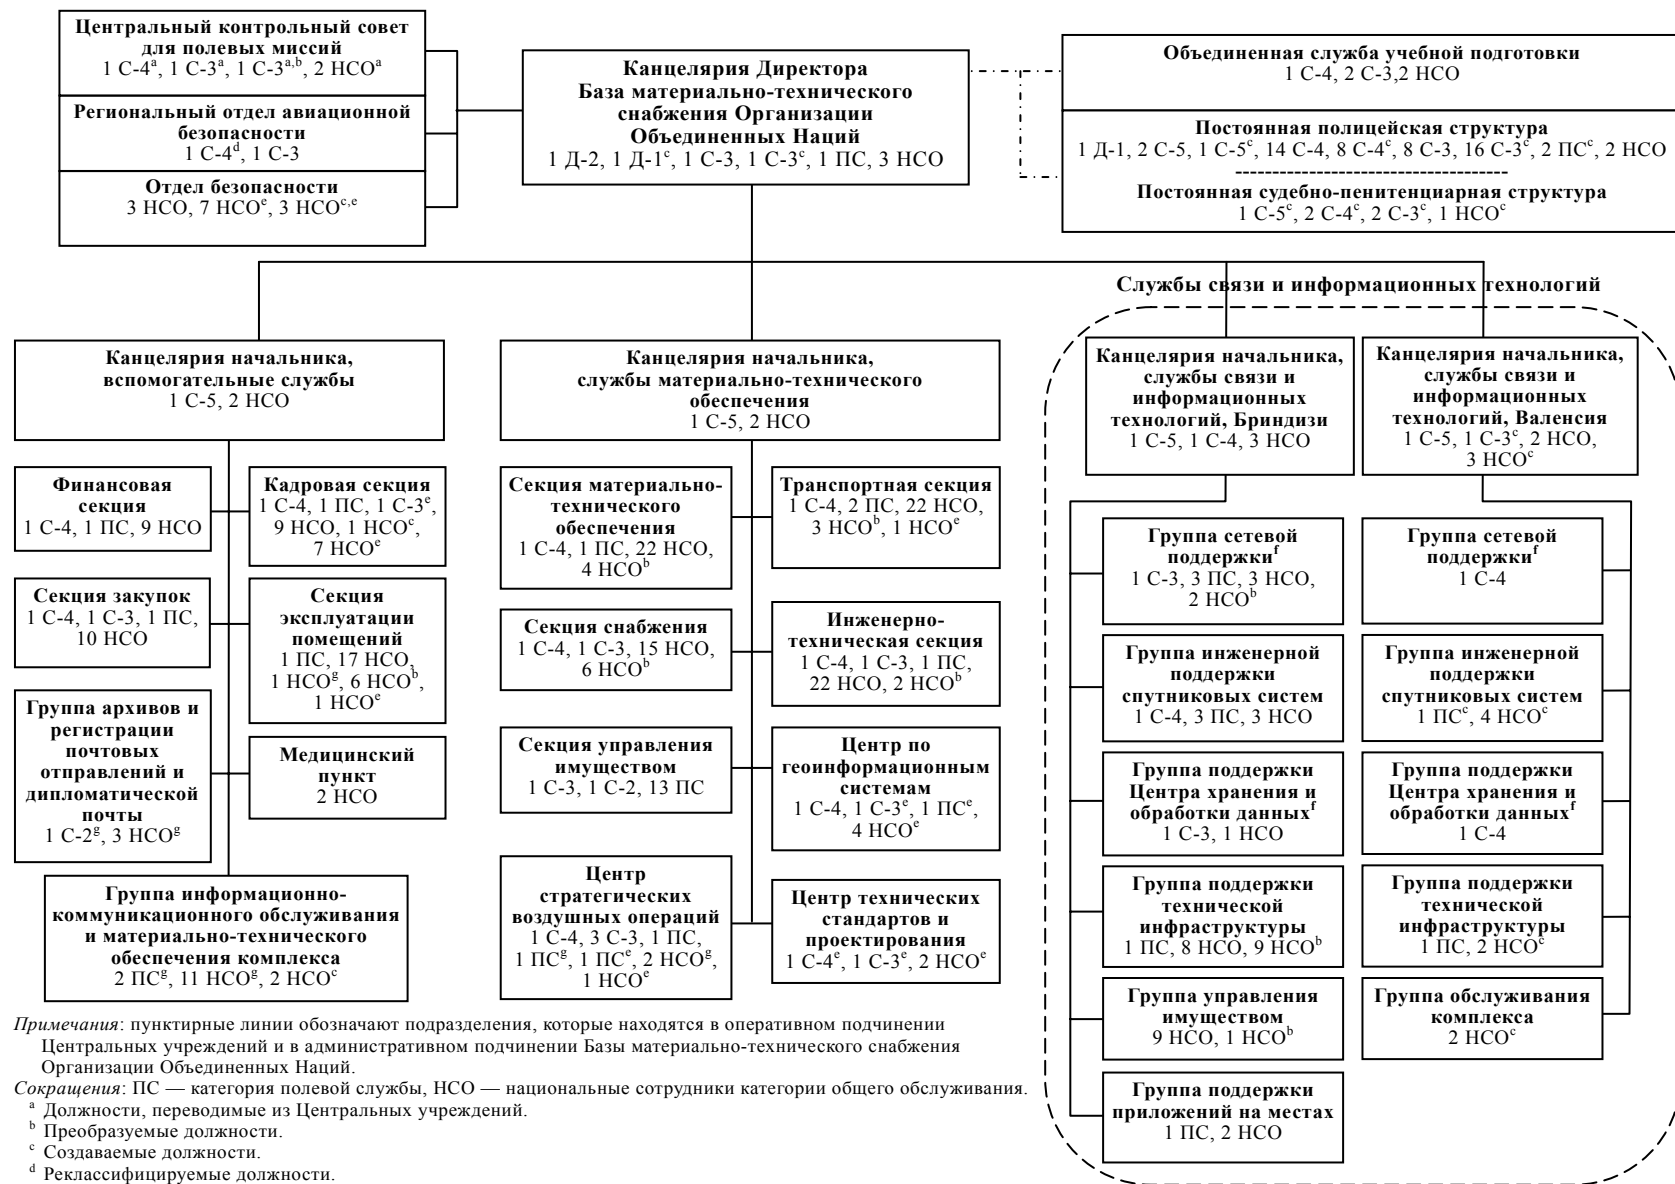 Центральный контрольный совет
для полевых миссий
1 С-4ᵃ, 1 С-3ᵃ, 1 С-3ᵃ,ᵇ, 2 НСОᵃ
Региональный отдел авиационной
безопасности
1 С-4ᵈ, 1 С-3
Отдел безопасности
3 НСО, 7 НСОᵉ, 3 НСОᶜ,ᵉ
Канцелярия Директора
База материально-технического
снабжения Организации
Объединенных Наций
1 Д-2, 1 Д-1ᶜ, 1 С-3, 1 С-3ᶜ, 1 ПС, 3 НСО
Объединенная служба учебной подготовки
1 С-4, 2 С-3,2 НСО
Постоянная полицейская структура
1 Д-1, 2 С-5, 1 С-5ᶜ, 14 С-4, 8 С-4ᶜ, 8 С-3, 16 С-3ᶜ, 2 ПСᶜ, 2 НСО
-------------------------------------
Постоянная судебно-пенитенциарная структура
1 С-5ᶜ, 2 С-4ᶜ, 2 С-3ᶜ, 1 НСОᶜ
Службы связи и информационных технологий
Канцелярия начальника,
вспомогательные службы
1 С-5, 2 НСО
Финансовая
секция
1 С-4, 1 ПС, 9 НСО
Кадровая секция
1 С-4, 1 ПС, 1 С-3ᵉ,
9 НСО, 1 НСОᶜ,
7 НСОᵉ
Секция закупок
1 С-4, 1 С-3, 1 ПС,
10 НСО
Секция
эксплуатации
помещений
1 ПС, 17 НСО,
1 НСОᵍ, 6 НСОᵇ,
1 НСОᵉ
Группа архивов и
регистрации
почтовых
отправлений и
дипломатической
почты
1 С-2ᵍ, 3 НСОᵍ
Медицинский
пункт
2 НСО
Группа информационно-
коммуникационного обслуживания
и материально-технического
обеспечения комплекса
2 ПСᵍ, 11 НСОᵍ, 2 НСОᶜ
Канцелярия начальника,
службы материально-технического
обеспечения
1 С-5, 2 НСО
Секция материально-
технического
обеспечения
1 С-4, 1 ПС, 22 НСО,
4 НСОᵇ
Транспортная секция
1 С-4, 2 ПС, 22 НСО,
3 НСОᵇ, 1 НСОᵉ
Секция снабжения
1 С-4, 1 С-3, 15 НСО,
6 НСОᵇ
Инженерно-
техническая секция
1 С-4, 1 С-3, 1 ПС,
22 НСО, 2 НСОᵇ
Секция управления
имуществом
1 С-3, 1 С-2, 13 ПС
Центр по
геоинформационным
системам
1 С-4, 1 С-3ᵉ, 1 ПСᵉ,
4 НСОᵉ
Центр
стратегических
воздушных операций
1 С-4, 3 С-3, 1 ПС,
1 ПСᵍ, 1 ПСᵉ, 2 НСОᵍ,
1 НСОᵉ
Центр технических
стандартов и
проектирования
1 С-4ᵉ, 1 С-3ᵉ, 2 НСОᵉ
Канцелярия начальника,
службы связи и
информационных
технологий, Бриндизи
1 С-5, 1 С-4, 3 НСО
Группа сетевой
поддержкиᶠ
1 С-3, 3 ПС, 3 НСО,
2 НСОᵇ
Группа инженерной
поддержки
спутниковых систем
1 С-4, 3 ПС, 3 НСО
Группа поддержки
Центра хранения и
обработки данныхᶠ
1 С-3, 1 НСО
Группа поддержки
технической
инфраструктуры
1 ПС, 8 НСО, 9 НСОᵇ
Группа управления
имуществом
9 НСО, 1 НСОᵇ
Группа поддержки
приложений на местах
1 ПС, 2 НСО
Канцелярия начальника,
службы связи и
информационных
технологий, Валенсия
1 С-5, 1 С-3ᶜ, 2 НСО,
3 НСОᶜ
Группа сетевой
поддержкиᶠ
1 С-4
Группа инженерной
поддержки
спутниковых систем
1 ПСᶜ, 4 НСОᶜ
Группа поддержки
Центра хранения и
обработки данныхᶠ
1 С-4
Группа поддержки
технической
инфраструктуры
1 ПС, 2 НСОᶜ
Группа обслуживания
комплекса
2 НСОᶜ
Примечания: пунктирные линии обозначают подразделения, которые находятся в оперативном подчинении
Центральных учреждений и в административном подчинении Базы материально-технического снабжения
Организации Объединенных Наций.
Сокращения: ПС — категория полевой службы, НСО — национальные сотрудники категории общего обслуживания.
ᵃ Должности, переводимые из Центральных учреждений.
ᵇ Преобразуемые должности.
ᶜ Создаваемые должности.
ᵈ Реклассифицируемые должности.